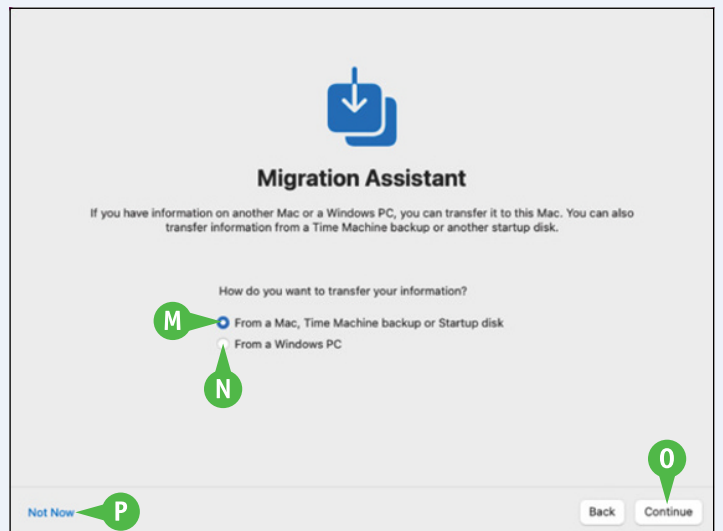 Migration Assistant
If you have information on another Mac or a Windows PC, you can transfer it to this Mac. You can also
transfer information from a Time Machine backup or another startup disk.
How do you want to transfer your information?
M
From a Mac, Time Machine backup or Startup disk
From a Windows PC
N
O
Not Now
P
Back
Continue